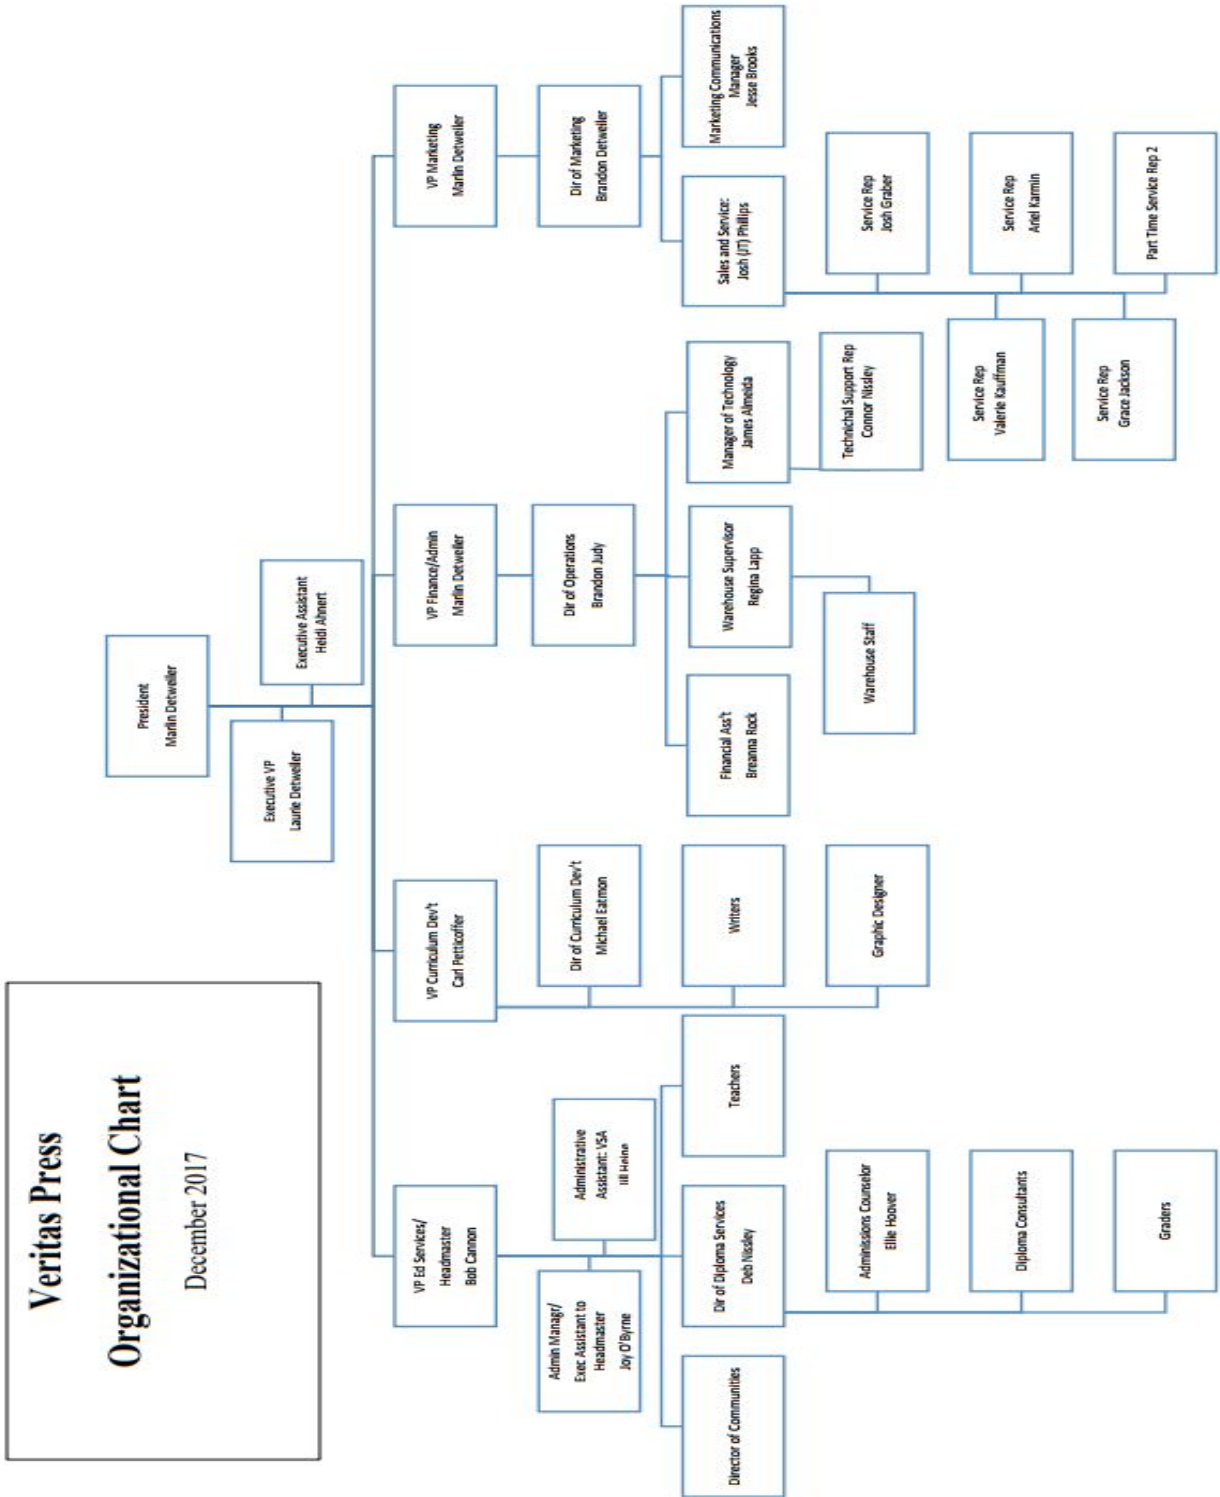 Veritas Press
Organizational Chart
December 2017
President
Marlin Detweiler
Executive VP
Laurie Detweiler
Executive Assistant
Heidi Ahnert
VP Ed Services/
Headmaster
Bob Cannon
VP Curriculum Dev't
Carl Petticoffer
VP Finance/Admin
Marlin Detweiler
VP Marketing
Marlin Detweiler
Admin Managr/
Exec Assistant to
Headmaster
Joy O'Byrne
Administrative
Assistant: VSA
Jill Heine
Dir of Curriculum Dev't
Michael Eatmon
Dir of Operations
Brandon Judy
Dir of Marketing
Brandon Detweiler
Director of Communities
Dir of Diploma Services
Deb Nissley
Teachers
Writers
Financial Ass't
Breanna Rock
Warehouse Supervisor
Regina Lapp
Manager of Technology
James Almeida
Sales and Service:
Josh (JT) Phillips
Marketing Communications
Manager
Jesse Brooks
Adminissions Counselor
Ellie Hoover
Graphic Designer
Warehouse Staff
Technichal Support Rep
Connor Nissley
Service Rep
Josh Graber
Diploma Consultants
Service Rep
Valerie Kauffman
Service Rep
Ariel Karmin
Graders
Service Rep
Grace Jackson
Part Time Service Rep 2